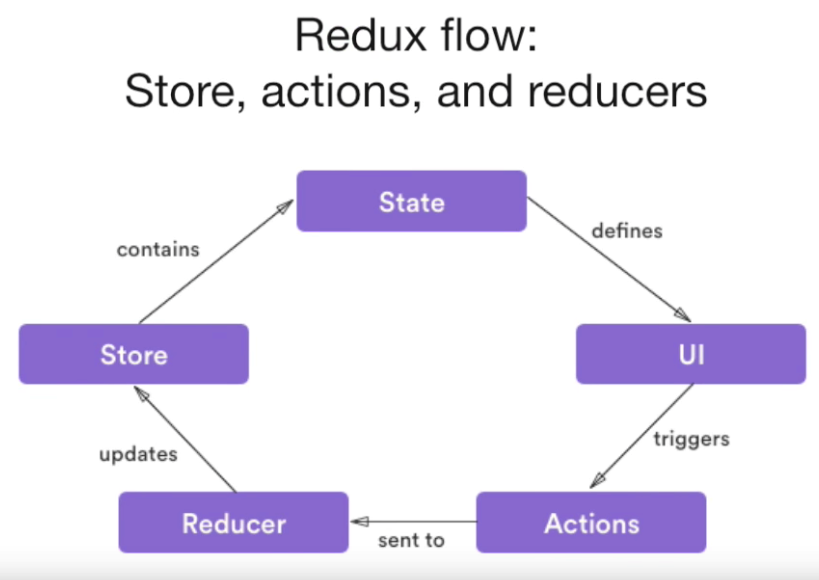 Redux flow:
Store, actions, and reducers
State
contains
defines
Store
UI
updates
triggers
Reducer
sent to
Actions